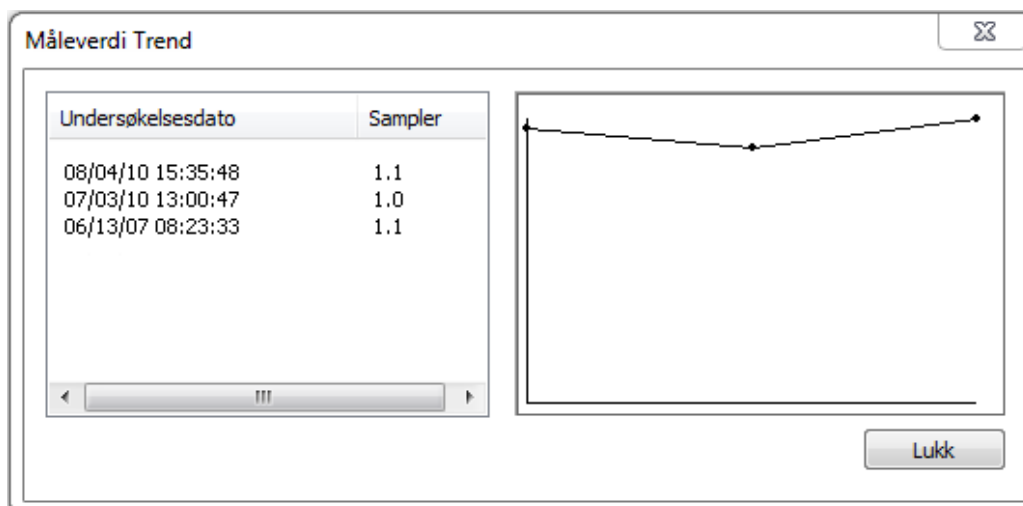 Måleverdi Trend
Undersøkelsesdato Sampler
08/04/10 15:35:48 1.1
07/03/10 13:00:47 1.0
06/13/07 08:23:33 1.1
Lukk